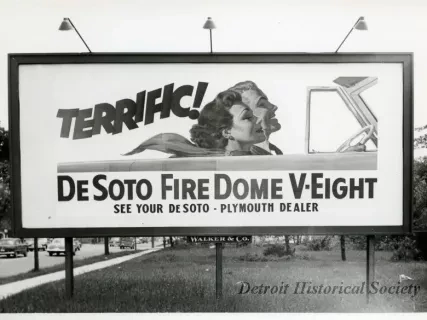 TERRIFIC!
DE SOTO FIRE DOME V-EIGHT
SEE YOUR DE SOTO - PLYMOUTH DEALER
WALKER & CO.
Detroit Historical Society